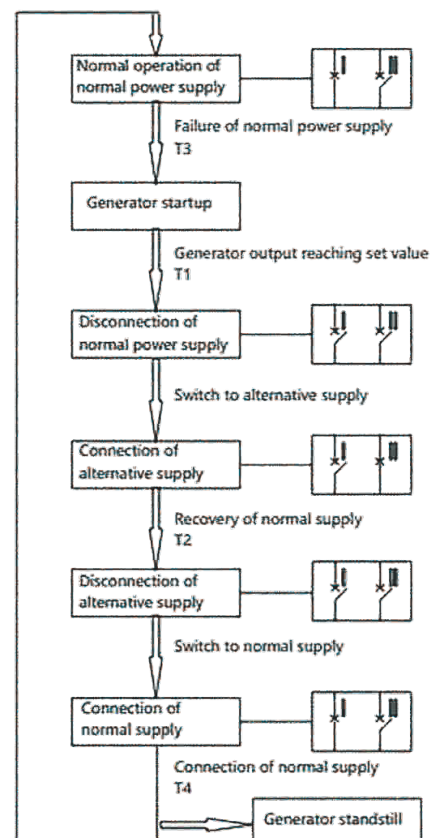 Normal operation of
normal power supply
I
II
Failure of normal power supply
T3
Generator startup
Generator output reaching set value
T1
Disconnection of
normal power supply
I
II
Switch to alternative supply
Connection of
alternative supply
I
II
Recovery of normal supply
T2
Disconnection of
alternative supply
I
II
Switch to normal supply
Connection of
normal supply
I
II
Connection of normal supply
T4
Generator standstill